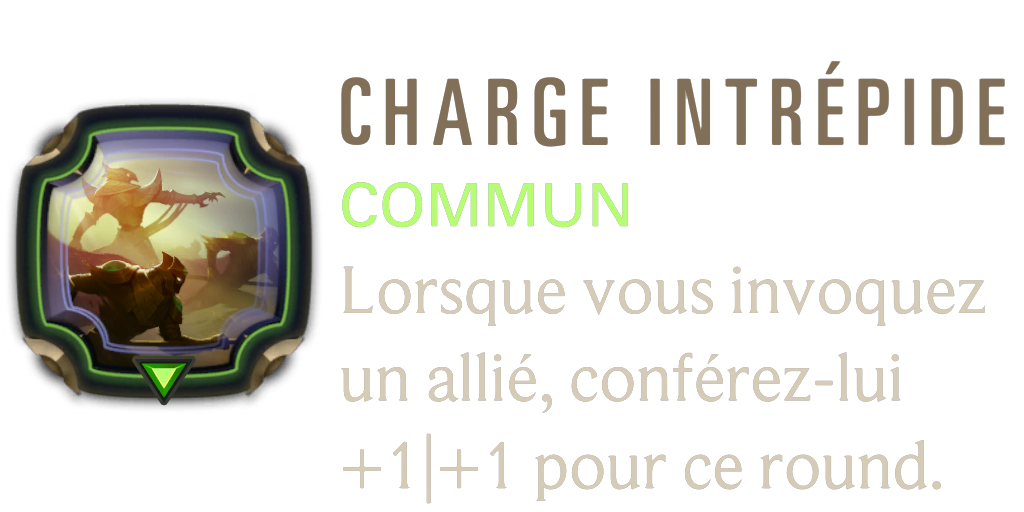 CHARGE INTRÉPIDE
COMMUN
Lorsque vous invoquez
un allié, conférez-lui
+1|+1 pour ce round.